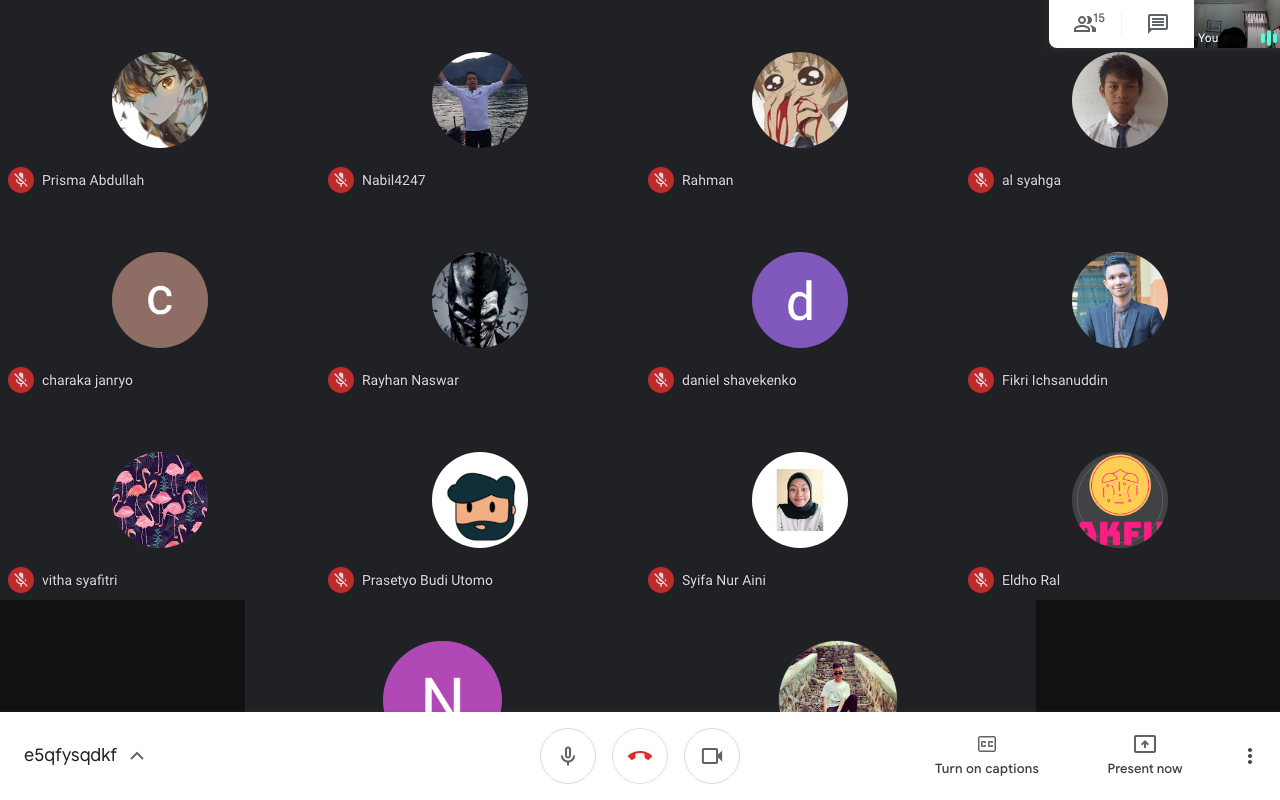 15
You
Prisma Abdullah
Nabil4247
Rahman
al syahga
c
d
charaka janryo
Rayhan Naswar
daniel shavekenko
Fikri Ichsanuddin
vitha syafitri
Prasetyo Budi Utomo
Syifa Nur Aini
Eldho Ral
N
e5qfysqdkf
CC
Turn on captions
Present now